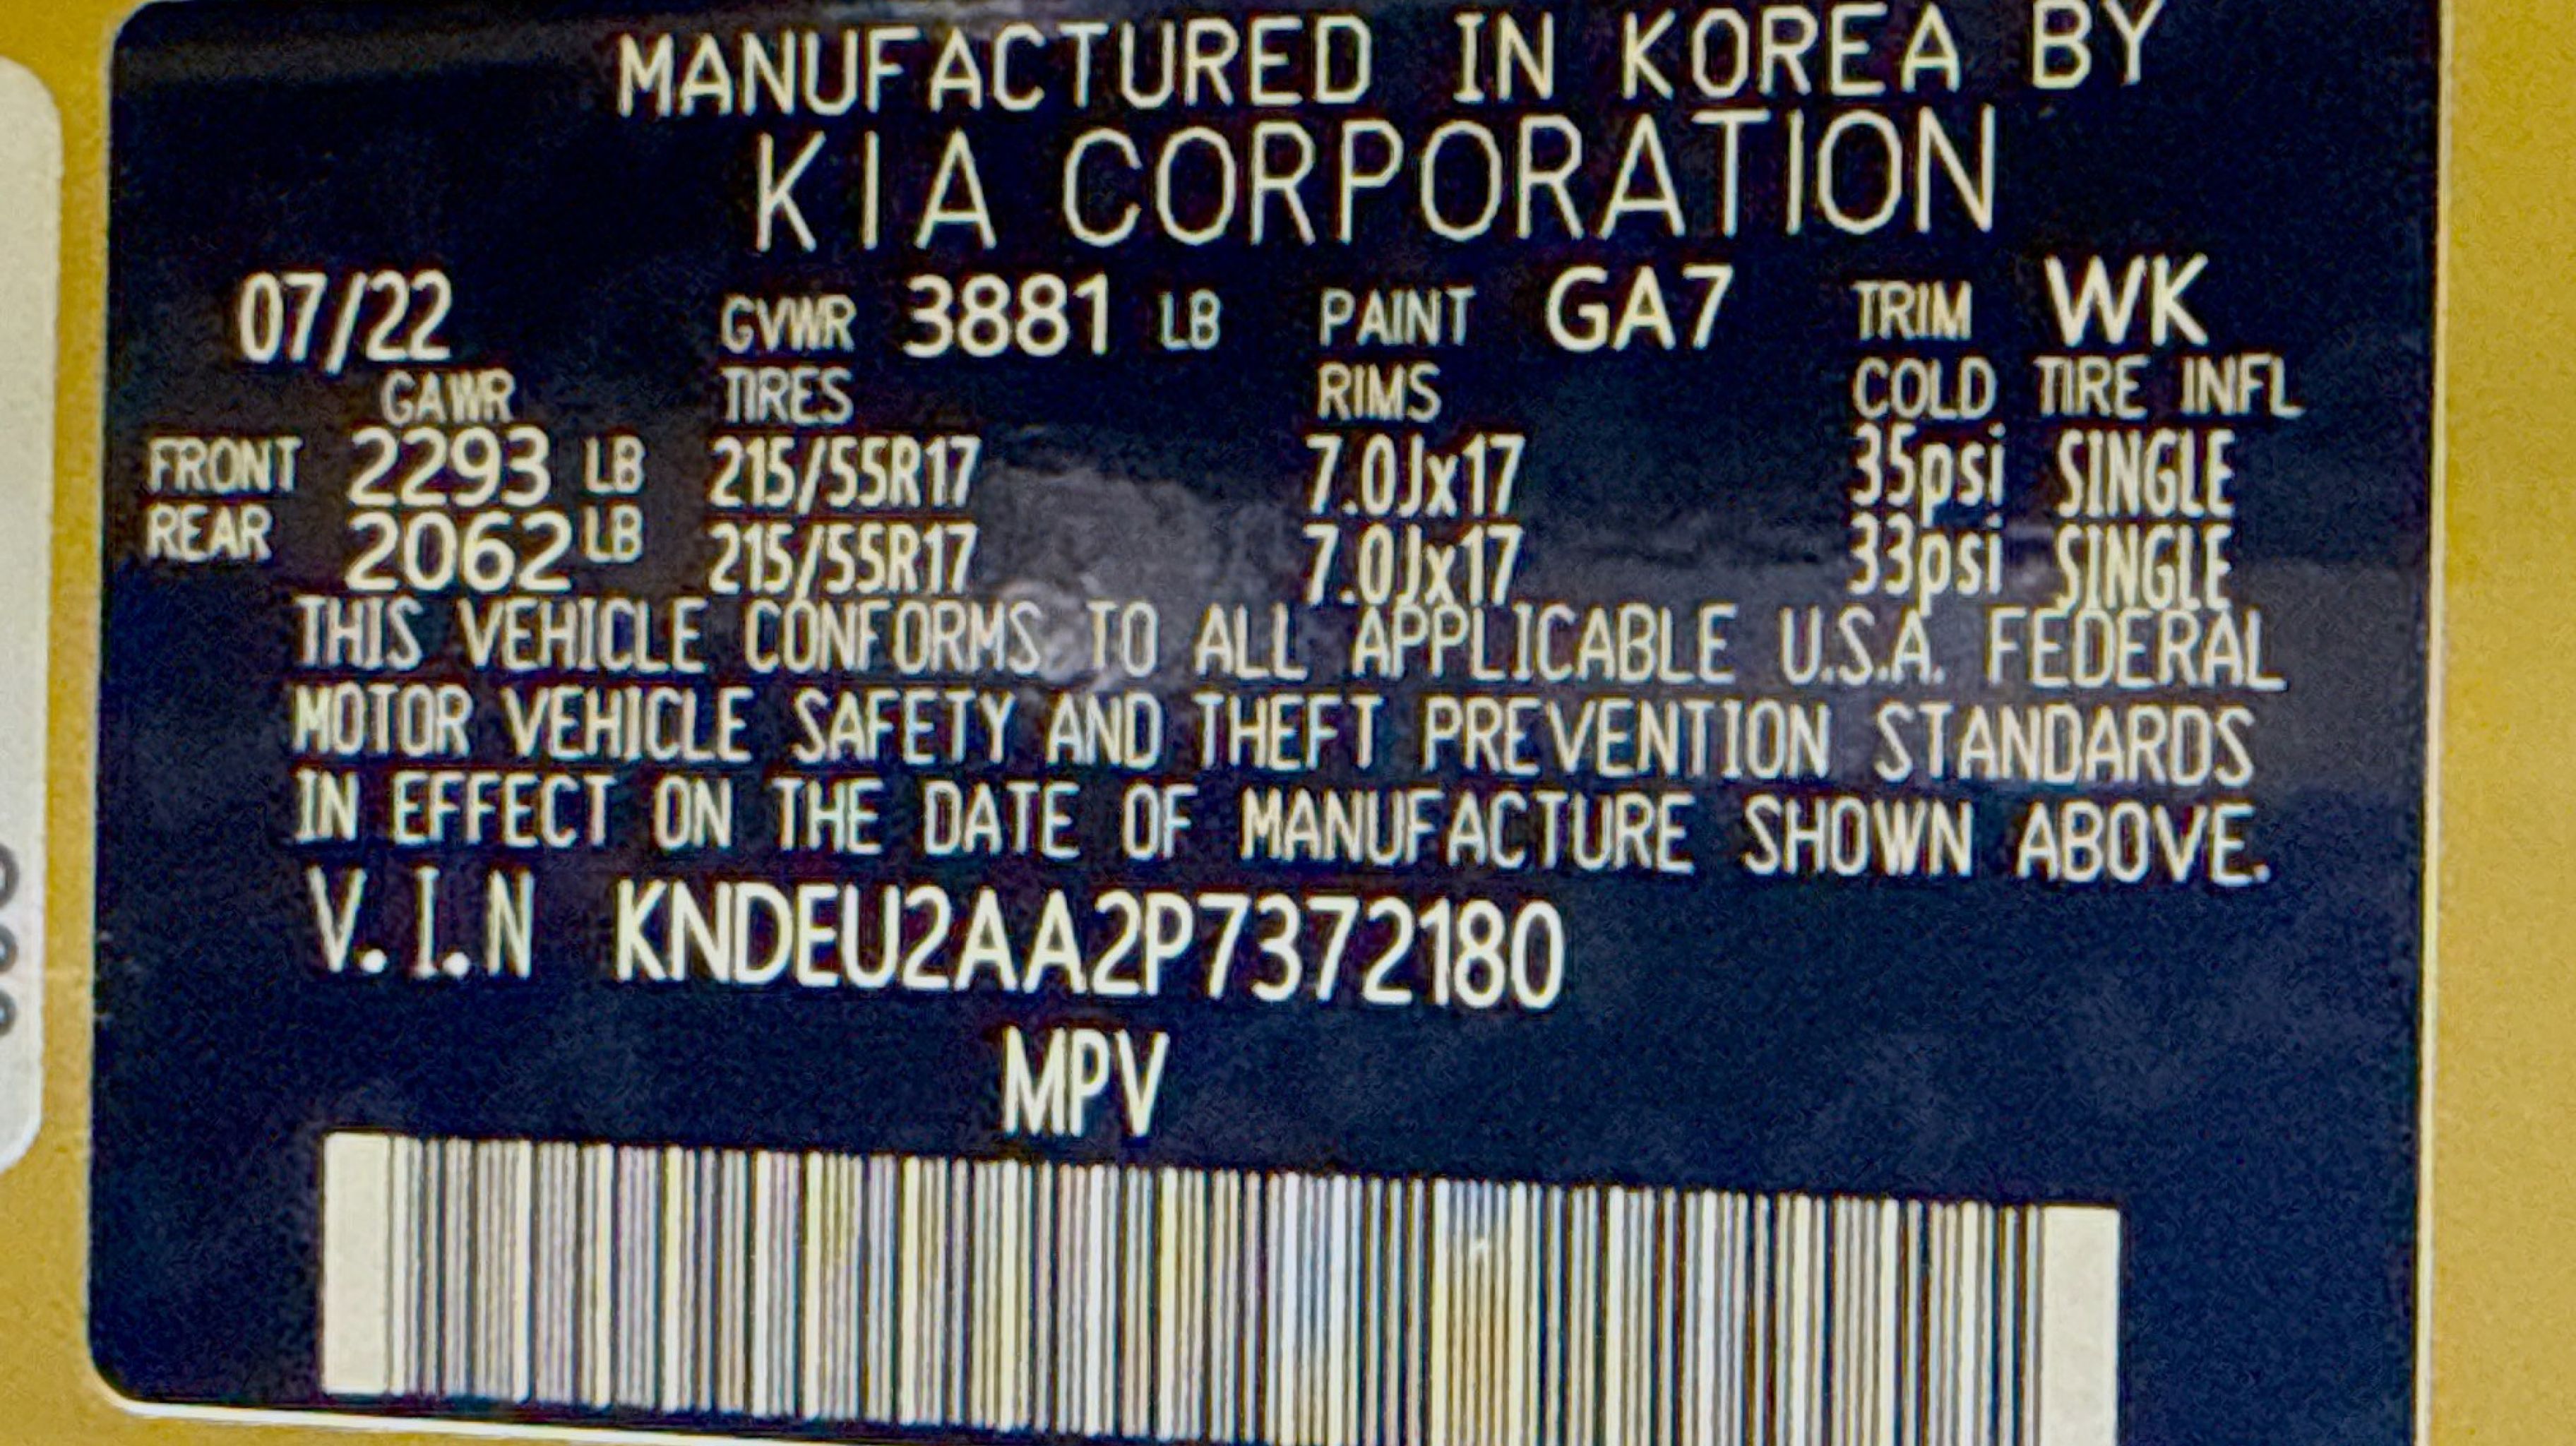 MANUFACTURED IN KOREA BY
KIA CORPORATION
07/22 GVWR 3881 LB PAINT GA7 TRIM WK
GAWR TIRES RIMS COLD TIRE INFL
FRONT 2293 LB 215/55R17 7.0Jx17 35psi SINGLE
REAR 2062 LB 215/55R17 7.0Jx17 33psi SINGLE
THIS VEHICLE CONFORMS TO ALL APPLICABLE U.S.A. FEDERAL
MOTOR VEHICLE SAFETY AND THEFT PREVENTION STANDARDS
IN EFFECT ON THE DATE OF MANUFACTURE SHOWN ABOVE.
V.I.N KNDEU2AA2P7372180
MPV